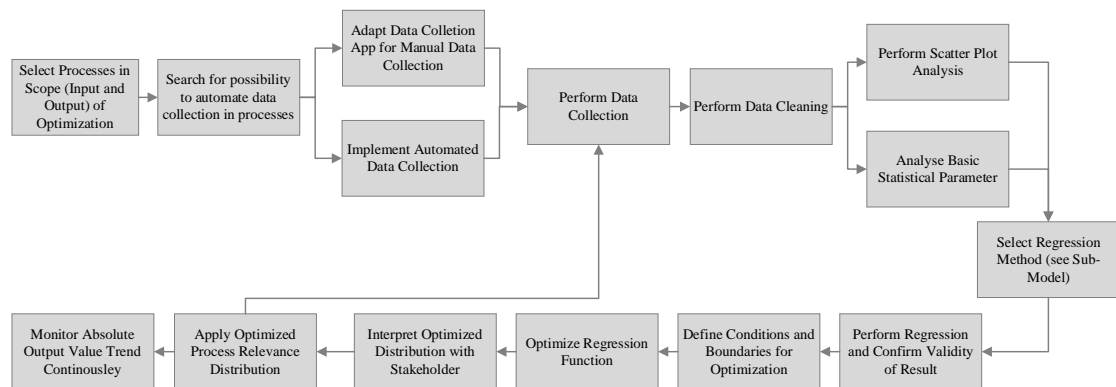 Select Processes in
Scope (Input and
Output) of
Optimization
Search for possibility
to automate data
collection in processes
Adapt Data Colletion
App for Manual Data
Collection
Implement Automated
Data Collection
Perform Data
Collection
Perform Data Cleaning
Perform Scatter Plot
Analysis
Analyse Basic
Statistical Parameter
Select Regression
Method (see Sub-
Model)
Monitor Absolute
Output Value Trend
Continousley
Apply Optimized
Process Relevance
Distribution
Interpret Optimized
Distribution with
Stakeholder
Optimize Regression
Function
Define Conditions and
Boundaries for
Optimization
Perform Regression
and Confirm Validity
of Result